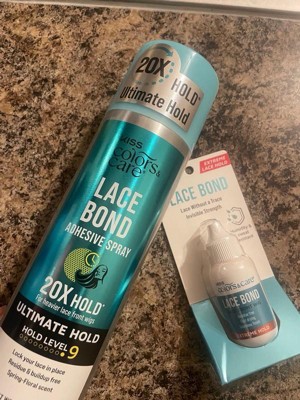 20X
HOLD*
Ultimate Hold
KISS
Colors &
Care
LACE
BOND
ADHESIVE SPRAY
20X HOLD*
For heavier lace front wigs
ULTIMATE HOLD
HOLD LEVEL 9
Lock your lace in place
Residue & buildup free
Spring-Floral scent
EXTREME
LACE HOLD
LACE BOND
Lace Without a Trace
Invisible Strength
LACE BOND
EXTREME HOLD